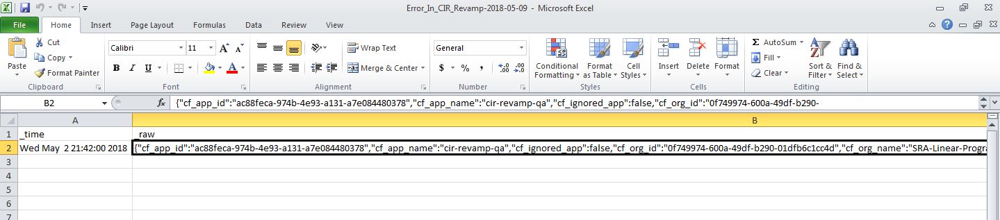 Error_In_CIR_Revamp-2018-05-09 - Microsoft Excel
File Home Insert Page Layout Formulas Data Review View
Cut
Copy
Format Painter
Paste
Clipboard
Calibri 11
B I U
Font
Wrap Text
Merge & Center
Alignment
General
$ % ,
Number
Conditional Formatting
Format as Table
Cell Styles
Styles
Insert Delete Format
Cells
AutoSum
Fill
Clear
Sort & Filter
Find & Select
Editing
B2 fx {"cf_app_id":"ac88feca-974b-4e93-a131-a7e084480378","cf_app_name":"cir-revamp-qa","cf_ignored_app":false,"cf_org_id":"0f749974-600a-49df-b290-
A B
1 _time _raw
2 Wed May 2 21:42:00 2018 {"cf_app_id":"ac88feca-974b-4e93-a131-a7e084480378","cf_app_name":"cir-revamp-qa","cf_ignored_app":false,"cf_org_id":"0f749974-600a-49df-b290-01dfb6c1cc4d","cf_org_name":"SRA-Linear-Progra
3
4
5
6
7